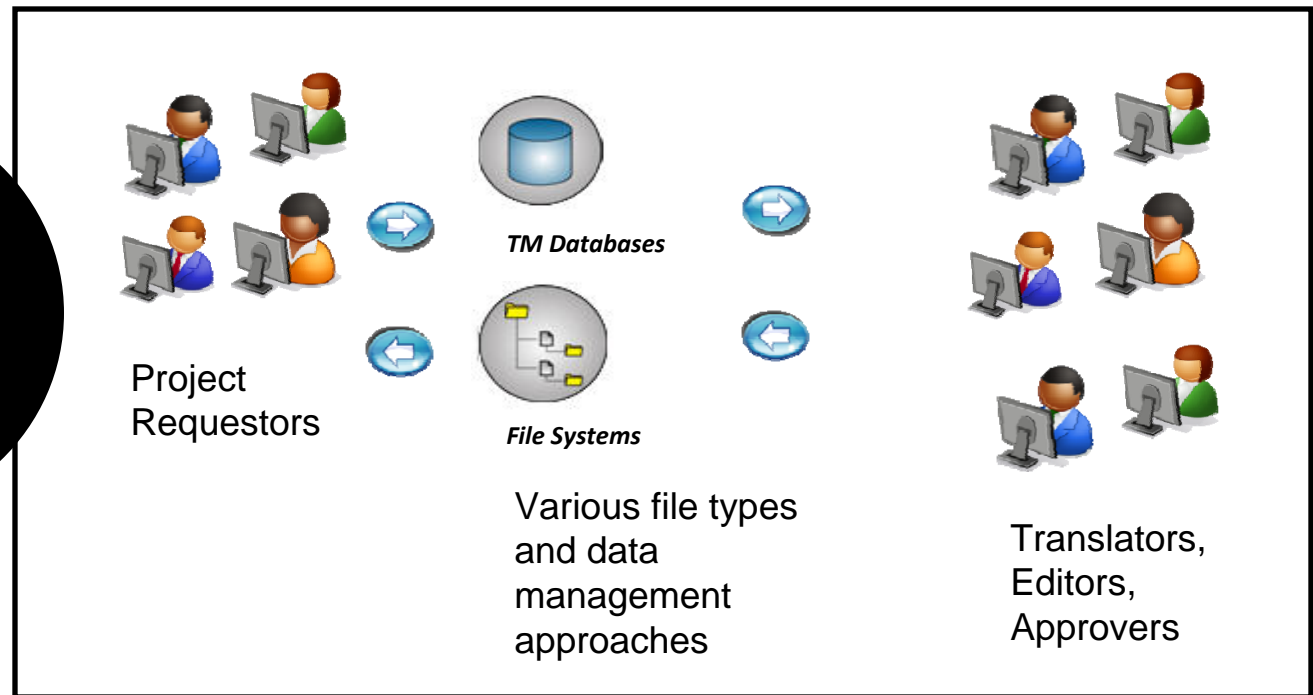 TM Databases
File Systems
Project
Requestors
Various file types
and data
management
approaches
Translators,
Editors,
Approvers